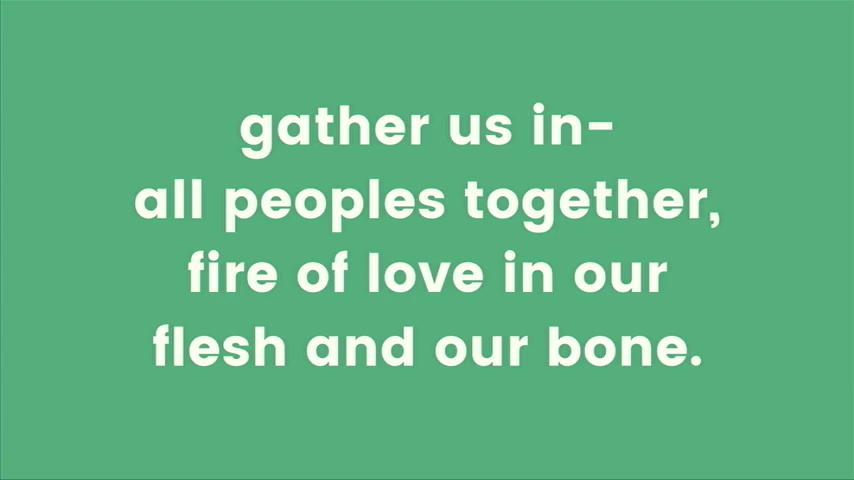 gather us in-
all peoples together,
fire of love in our
flesh and our bone.